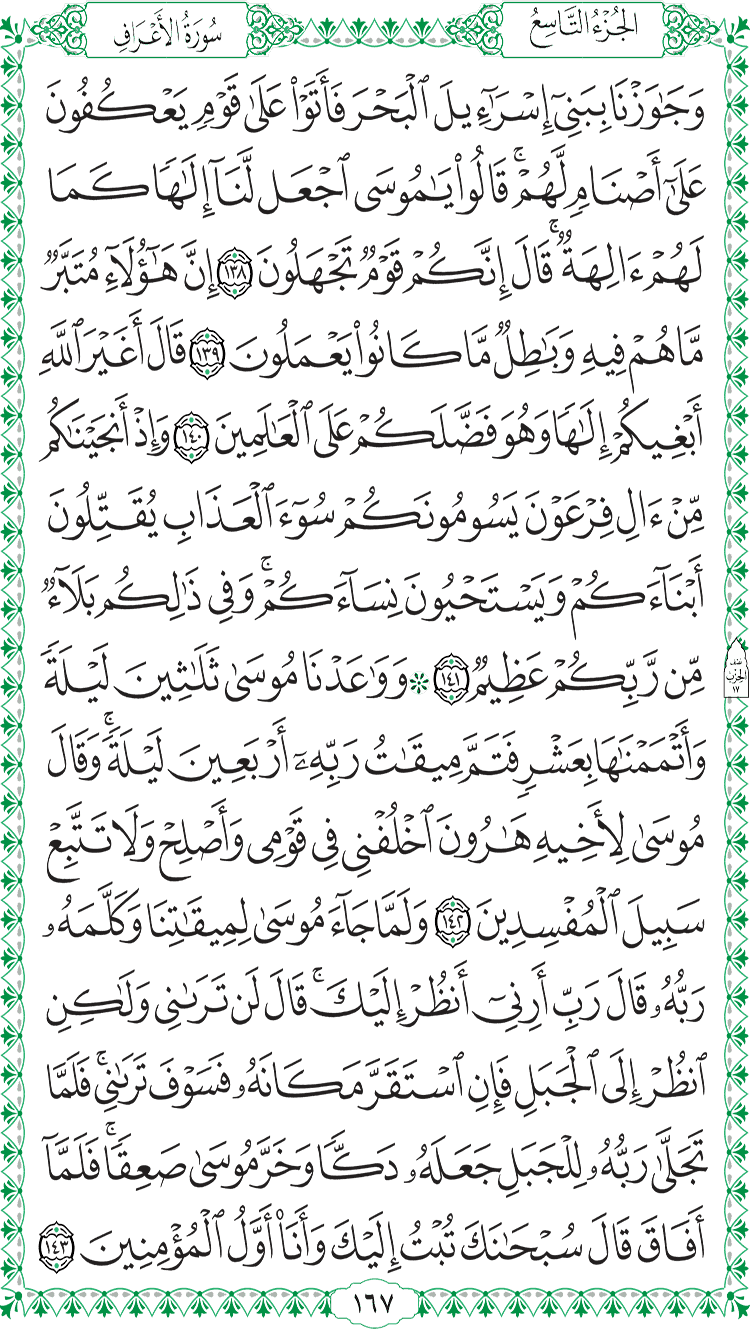 الجُزْءُ التَّاسِعُ
سُورَةُ الأَعْرَافِ
وَجَٰوَزْنَا بِبَنِيٓ إِسْرَٰٓءِيلَ ٱلْبَحْرَ فَأَتَوْا۟ عَلَىٰ قَوْمٍ يَعْكُفُونَ
عَلَىٰٓ أَصْنَامٍ لَّهُمْ ۚ قَالُوا۟ يَٰمُوسَى ٱجْعَل لَّنَآ إِلَٰهًا كَمَا
لَهُمْ ءَالِهَةٌ ۚ قَالَ إِنَّكُمْ قَوْمٌ تَجْهَلُونَ ١٣٨ إِنَّ هَٰٓؤُلَآءِ مُتَبَّرٌ
مَّا هُمْ فِيهِ وَبَٰطِلٌ مَّا كَانُوا۟ يَعْمَلُونَ ١٣٩ قَالَ أَغَيْرَ ٱللَّهِ
أَبْغِيكُمْ إِلَٰهًا وَهُوَ فَضَّلَكُمْ عَلَى ٱلْعَٰلَمِينَ ١٤٠ وَإِذْ أَنجَيْنَٰكُم
مِّنْ ءَالِ فِرْعَوْنَ يَسُومُونَكُمْ سُوٓءَ ٱلْعَذَابِ يُقَتِّلُونَ
أَبْنَآءَكُمْ وَيَسْتَحْيُونَ نِسَآءَكُمْ ۚ وَفِي ذَٰلِكُم بَلَآءٌ
مِّن رَّبِّكُمْ عَظِيمٌ ١٤١ ۞ وَوَٰعَدْنَا مُوسَىٰ ثَلَٰثِينَ لَيْلَةً
وَأَتْمَمْنَٰهَا بِعَشْرٍ فَتَمَّ مِيقَٰتُ رَبِّهِۦٓ أَرْبَعِينَ لَيْلَةً ۚ وَقَالَ
مُوسَىٰ لِأَخِيهِ هَٰرُونَ ٱخْلُفْنِي فِي قَوْمِي وَأَصْلِحْ وَلَا تَتَّبِعْ
سَبِيلَ ٱلْمُفْسِدِينَ ١٤٢ وَلَمَّا جَآءَ مُوسَىٰ لِمِيقَٰتِنَا وَكَلَّمَهُۥ
رَبُّهُۥ قَالَ رَبِّ أَرِنِيٓ أَنظُرْ إِلَيْكَ ۚ قَالَ لَن تَرَىٰنِي وَلَٰكِنِ
ٱنظُرْ إِلَى ٱلْجَبَلِ فَإِنِ ٱسْتَقَرَّ مَكَانَهُۥ فَسَوْفَ تَرَىٰنِي ۚ فَلَمَّا
تَجَلَّىٰ رَبُّهُۥ لِلْجَبَلِ جَعَلَهُۥ دَكًّا وَخَرَّ مُوسَىٰ صَعِقًا ۚ فَلَمَّآ
أَفَاقَ قَالَ سُبْحَٰنَكَ تُبْتُ إِلَيْكَ وَأَنَا۠ أَوَّلُ ٱلْمُؤْمِنِينَ ١٤٣
نصف
الحزب
١٧
١٦٧